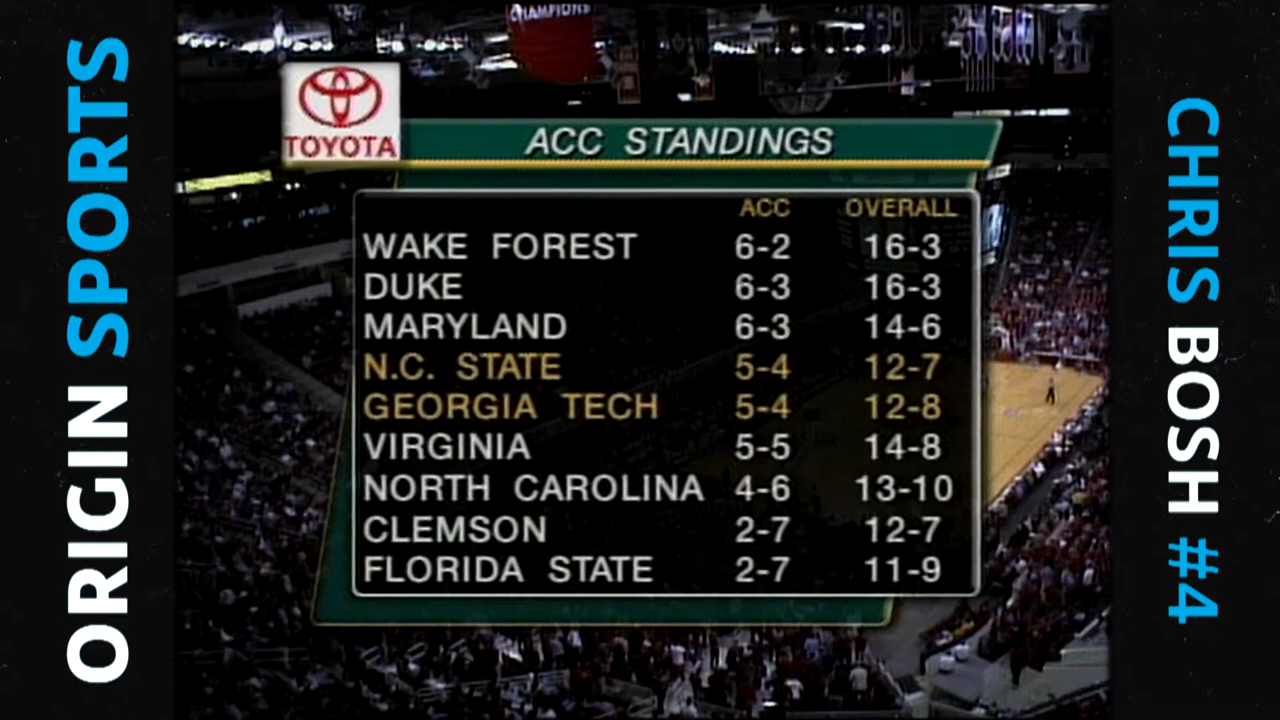 ORIGIN SPORTS
CHAMPIONS
TOYOTA
ACC STANDINGS
ACC OVERALL
WAKE FOREST 6-2 16-3
DUKE 6-3 16-3
MARYLAND 6-3 14-6
N.C. STATE 5-4 12-7
GEORGIA TECH 5-4 12-8
VIRGINIA 5-5 14-8
NORTH CAROLINA 4-6 13-10
CLEMSON 2-7 12-7
FLORIDA STATE 2-7 11-9
CHRIS BOSH #4